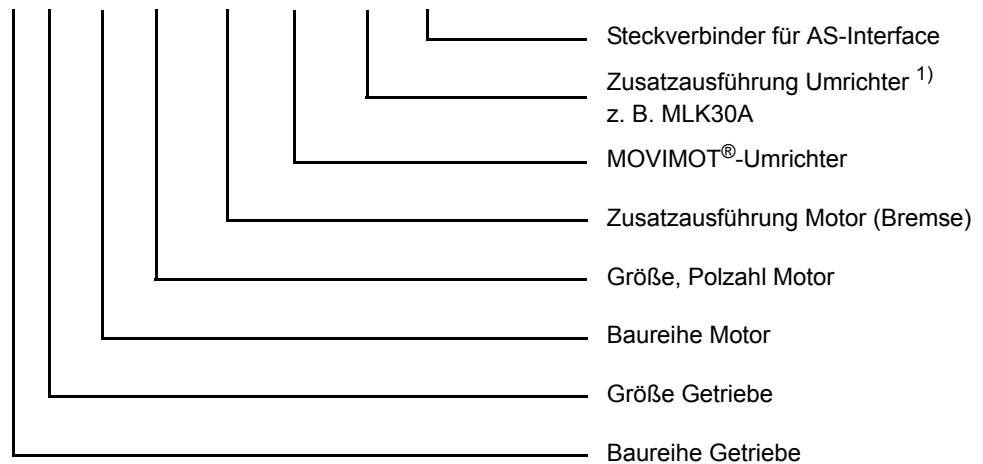 Steckverbinder für AS-Interface
Zusatzausführung Umrichter 1)
z. B. MLK30A
MOVIMOT®-Umrichter
Zusatzausführung Motor (Bremse)
Größe, Polzahl Motor
Baureihe Motor
Größe Getriebe
Baureihe Getriebe